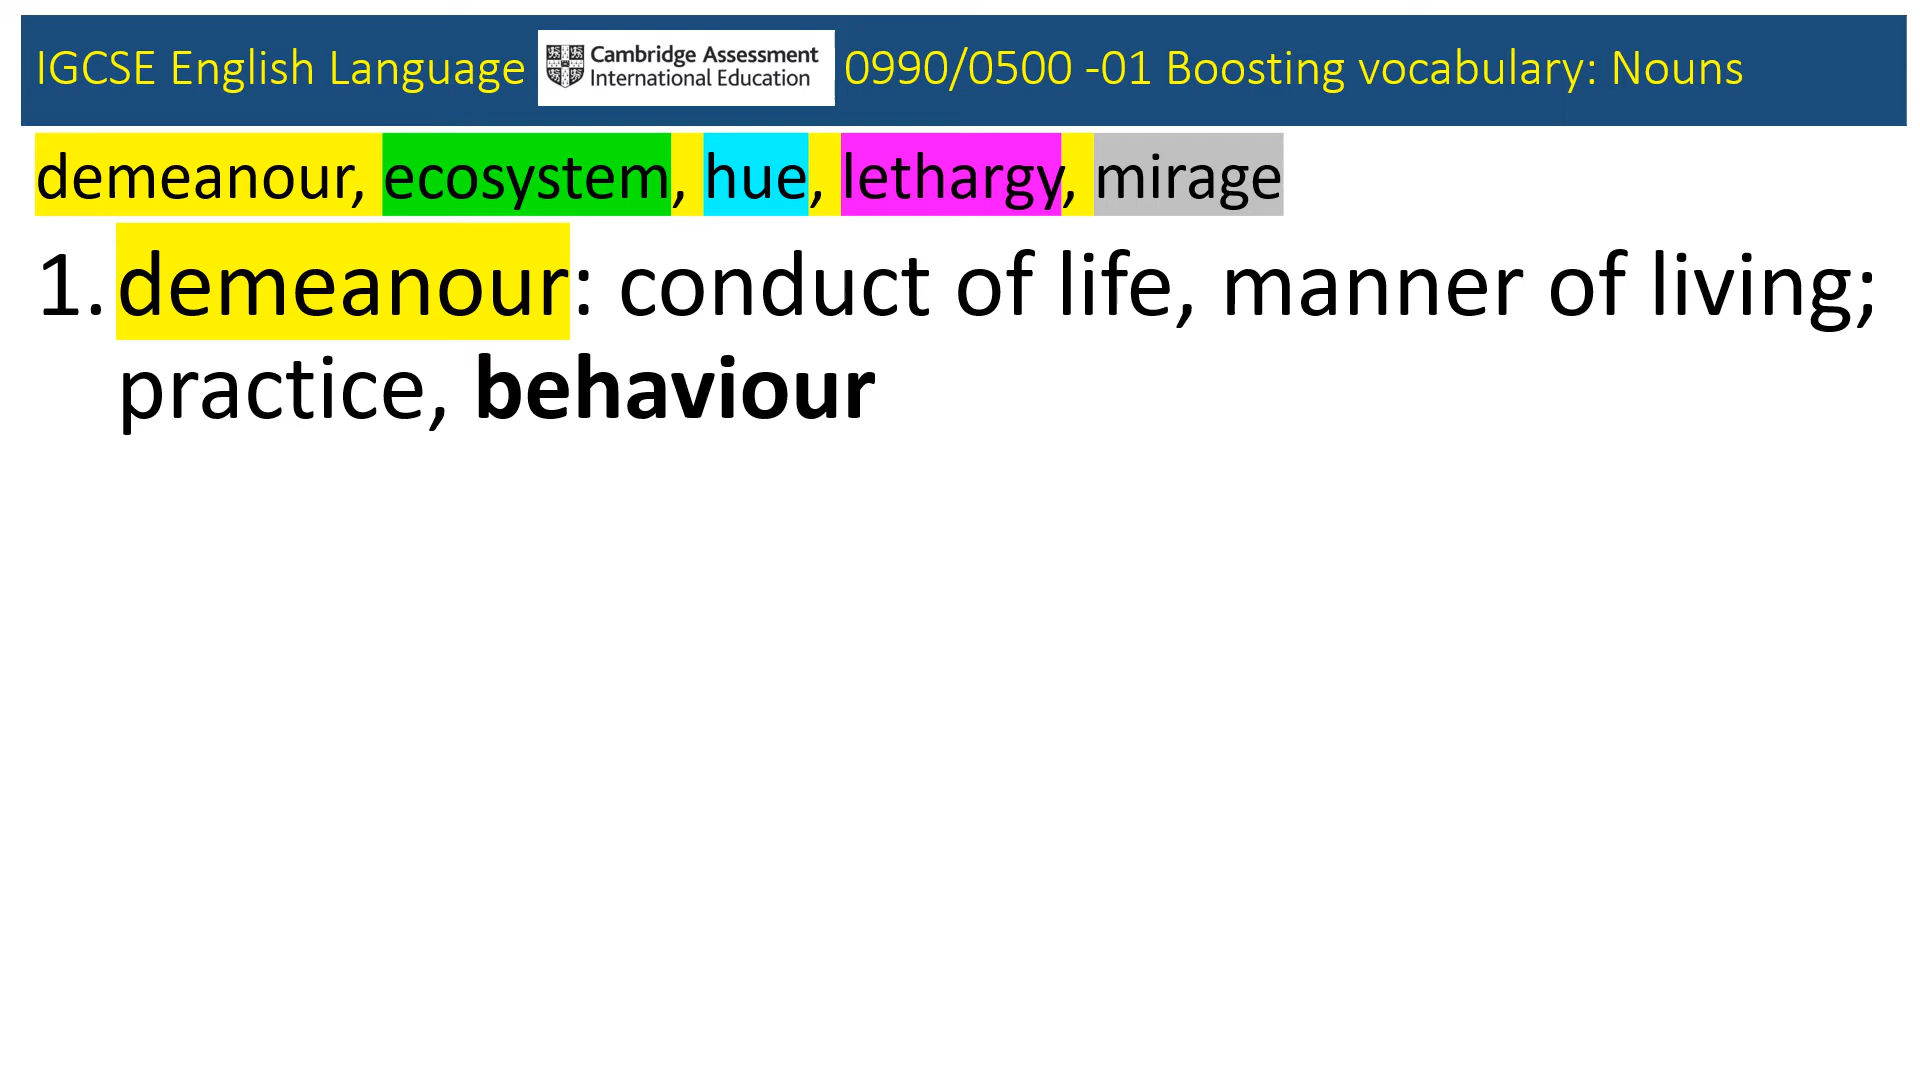 IGCSE English Language Cambridge Assessment International Education 0990/0500 -01 Boosting vocabulary: Nouns
demeanour, ecosystem, hue, lethargy, mirage
1. demeanour: conduct of life, manner of living;
practice, behaviour